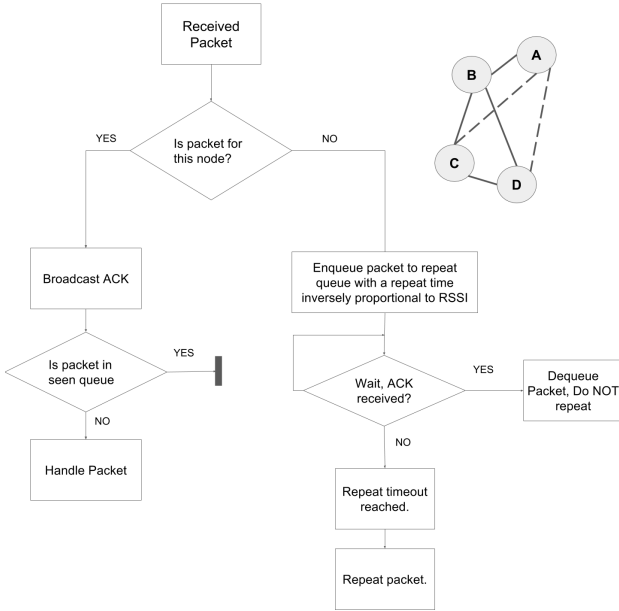 Received
Packet
A
B
C
D
YES
Is packet for
this node?
NO
Broadcast ACK
Enqueue packet to repeat
queue with a repeat time
inversely proportional to RSSI
Is packet in
seen queue
YES
NO
Handle Packet
Wait, ACK
received?
YES
Dequeue
Packet, Do NOT
repeat
NO
Repeat timeout
reached.
Repeat packet.